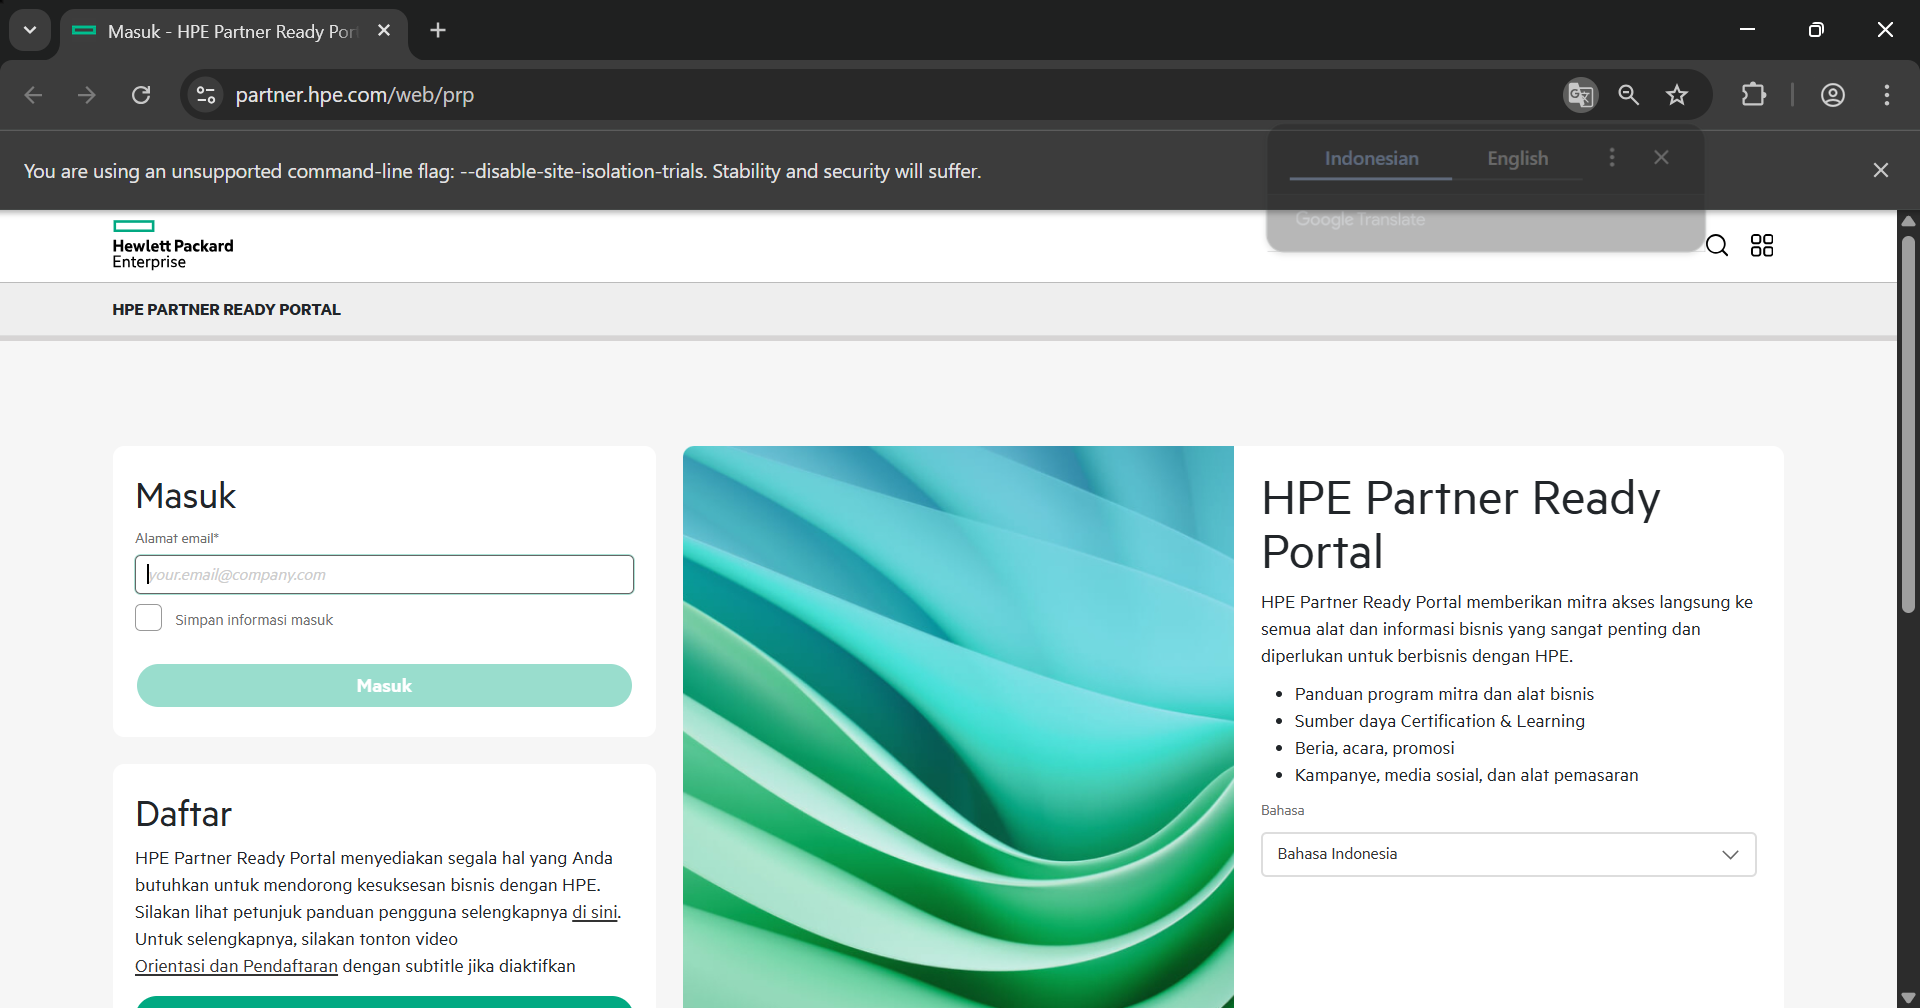 Masuk - HPE Partner Ready Por
partner.hpe.com/web/prp
You are using an unsupported command-line flag: --disable-site-isolation-trials. Stability and security will suffer.
Indonesian
English
Google Translate
Hewlett Packard
Enterprise
HPE PARTNER READY PORTAL
Masuk
Alamat email*
your.email@company.com
Simpan informasi masuk
Masuk
Daftar
HPE Partner Ready Portal menyediakan segala hal yang Anda
butuhkan untuk mendorong kesuksesan bisnis dengan HPE.
Silakan lihat petunjuk panduan pengguna selengkapnya di sini.
Untuk selengkapnya, silakan tonton video
Orientasi dan Pendaftaran dengan subtitle jika diaktifkan
HPE Partner Ready
Portal
HPE Partner Ready Portal memberikan mitra akses langsung ke
semua alat dan informasi bisnis yang sangat penting dan
diperlukan untuk berbisnis dengan HPE.
• Panduan program mitra dan alat bisnis
• Sumber daya Certification & Learning
• Beria, acara, promosi
• Kampanye, media sosial, dan alat pemasaran
Bahasa
Bahasa Indonesia